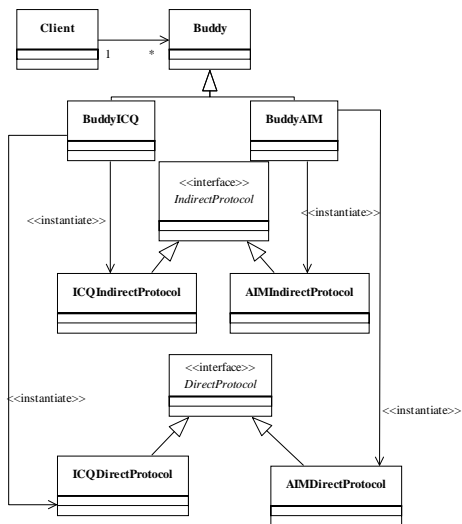 Client
Buddy
1
*
BuddyICQ
BuddyAIM
<<interface>>
IndirectProtocol
<<instantiate>>
<<instantiate>>
ICQIndirectProtocol
AIMIndirectProtocol
<<interface>>
DirectProtocol
<<instantiate>>
<<instantiate>>
ICQDirectProtocol
AIMDirectProtocol